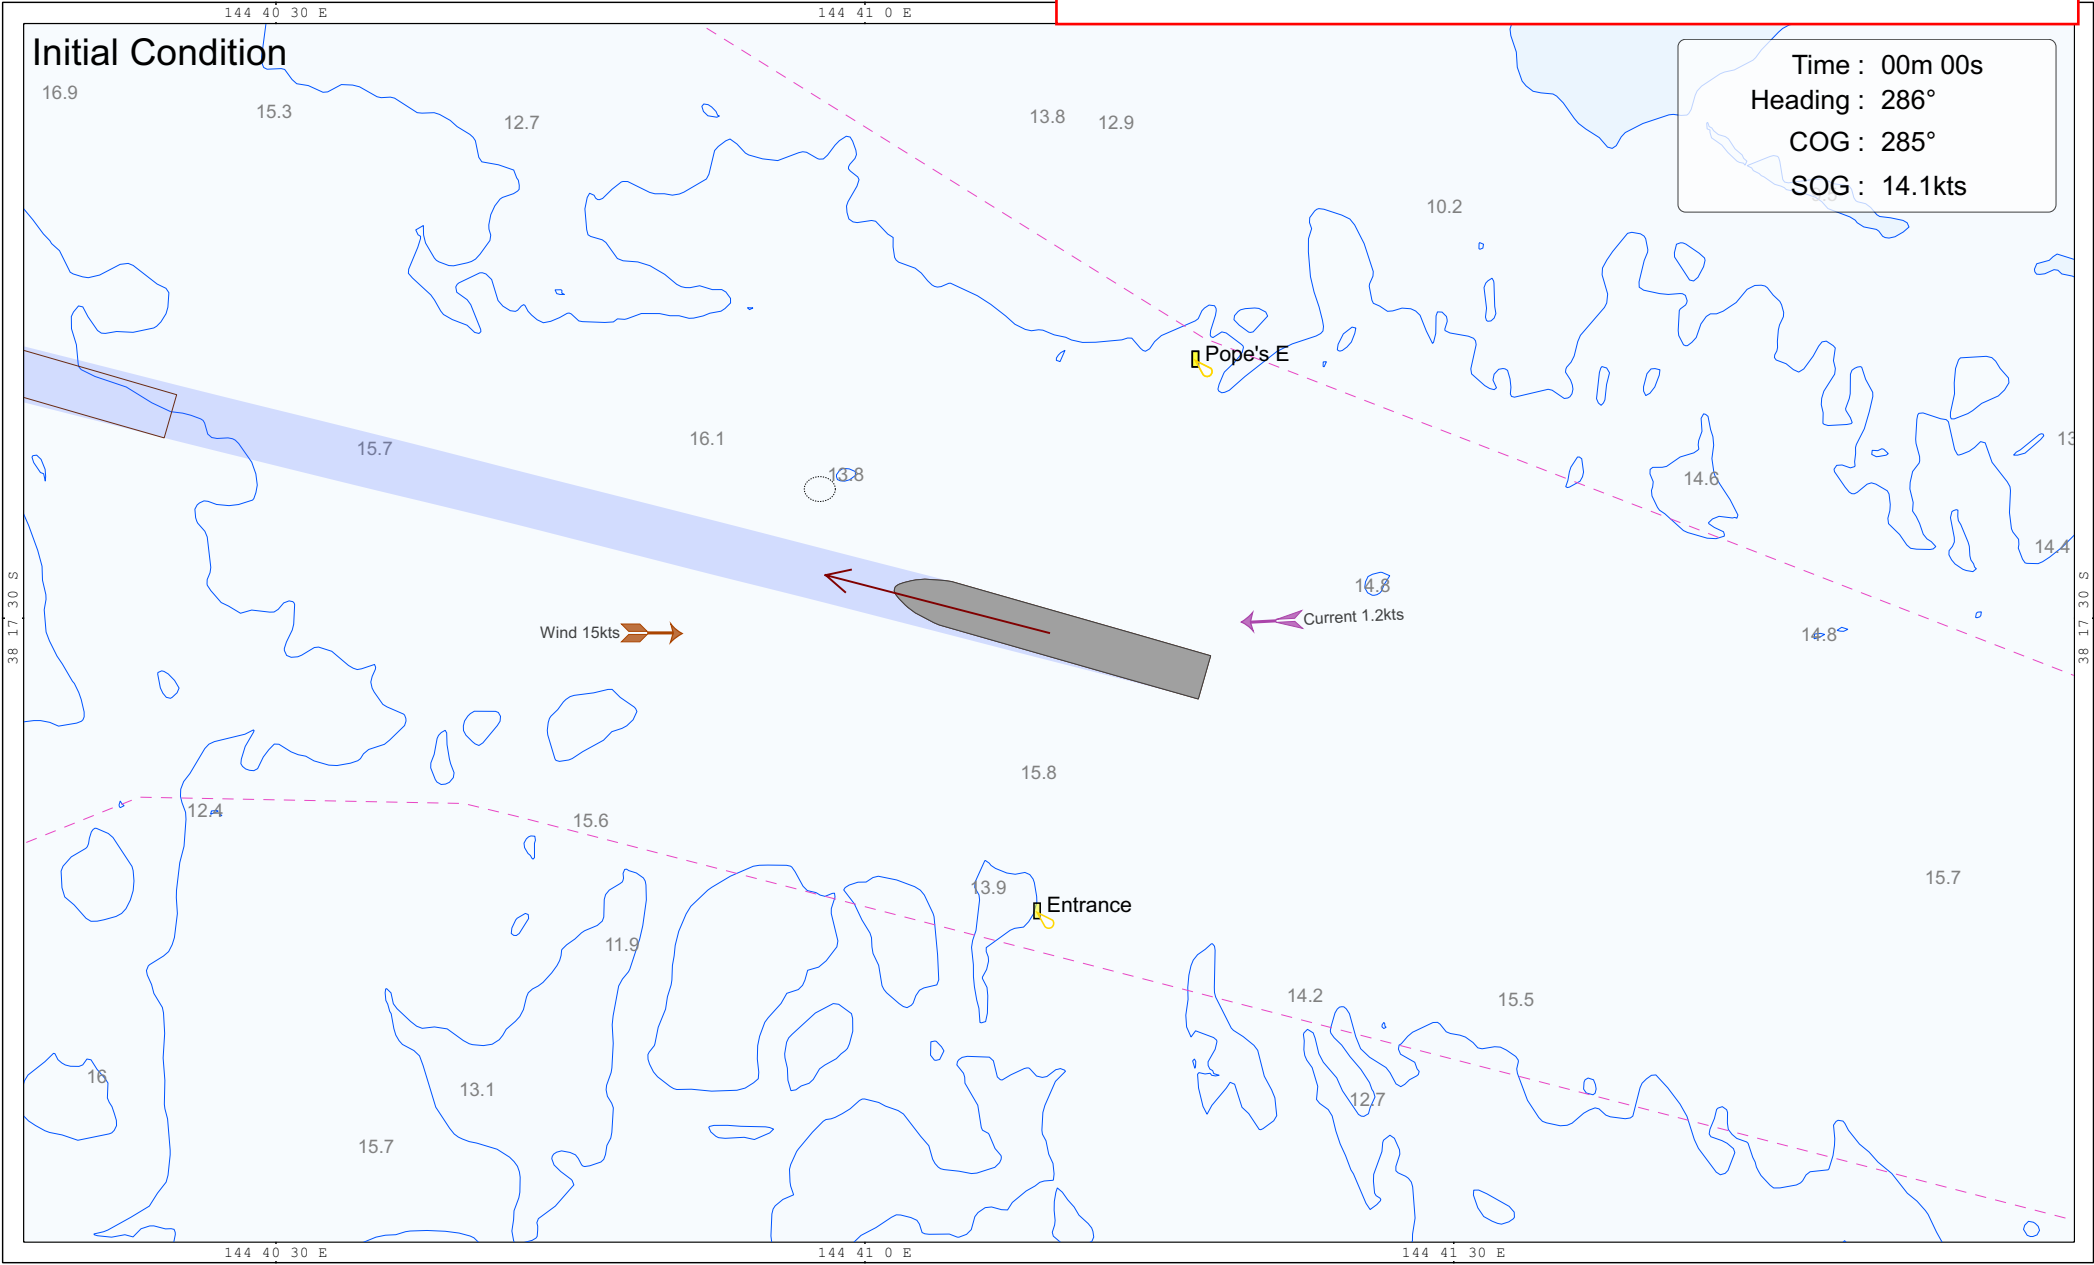 144 40 30 E
144 41 0 E
Initial Condition
Time : 00m 00s
Heading : 286°
COG : 285°
SOG : 14.1kts
16.9
15.3
12.7
13.8
12.9
10.2
Pope's E
15.7
16.1
13.8
14.6
13
14.4
14.8
Current 1.2kts
Wind 15kts
14.8
38 17 30 S
38 17 30 S
15.8
12.4
15.6
13.9
Entrance
15.7
11.9
14.2
15.5
16
13.1
12.7
15.7
144 40 30 E
144 41 0 E
144 41 30 E